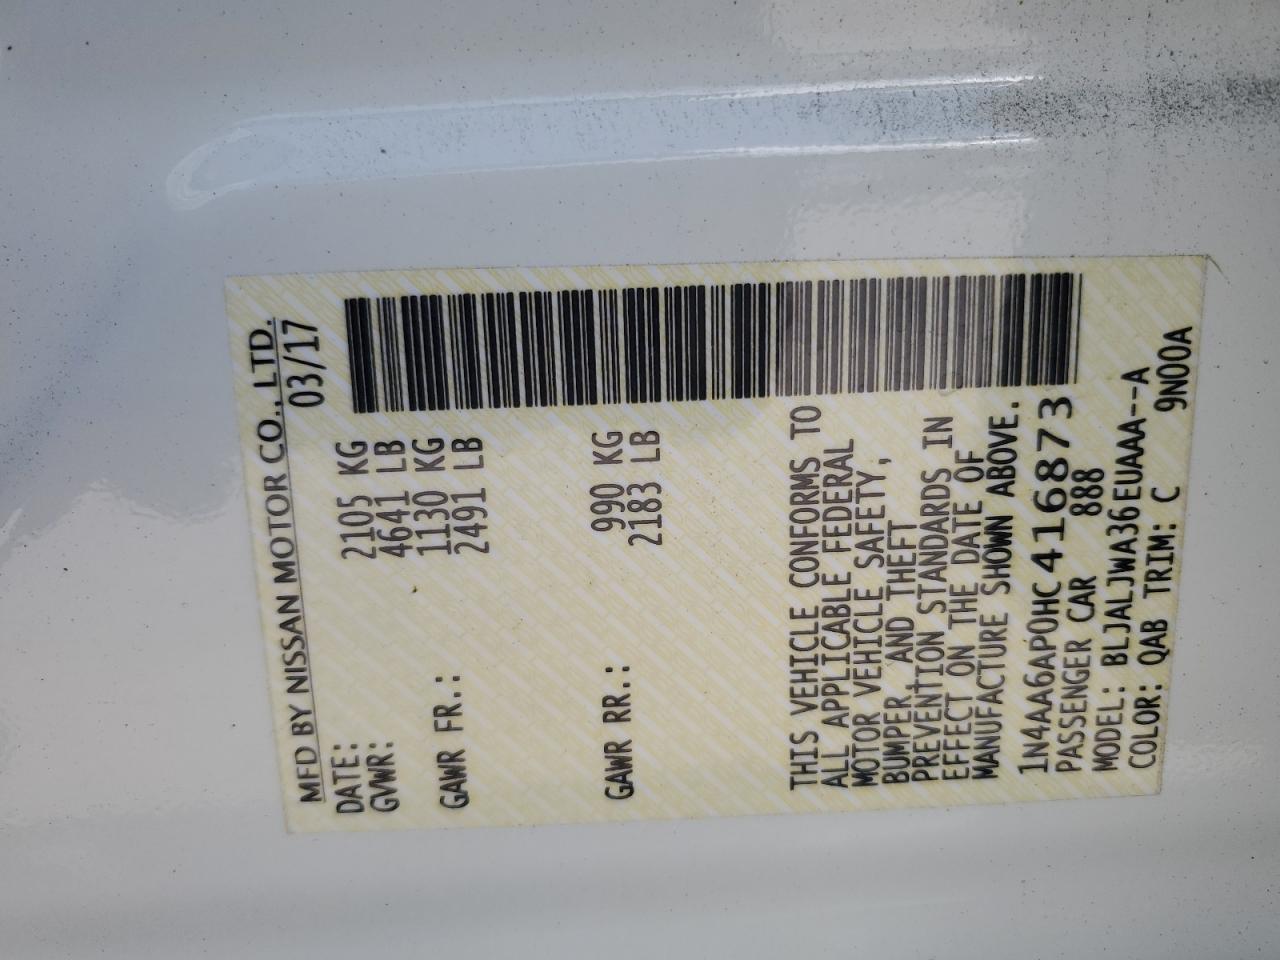 MFD BY NISSAN MOTOR CO., LTD.
DATE: 03/17
GVWR: 2105 KG
4641 LB
GAWR FR.: 1130 KG
2491 LB
GAWR RR.: 990 KG
2183 LB
THIS VEHICLE CONFORMS TO
ALL APPLICABLE FEDERAL
MOTOR VEHICLE SAFETY,
BUMPER, AND THEFT
PREVENTION STANDARDS IN
EFFECT ON THE DATE OF
MANUFACTURE SHOWN ABOVE.
1N4AA6AP0HC416873
PASSENGER CAR 888
MODEL: BLJALJWA36EUAAA--A
COLOR: QAB TRIM: C 9N00A